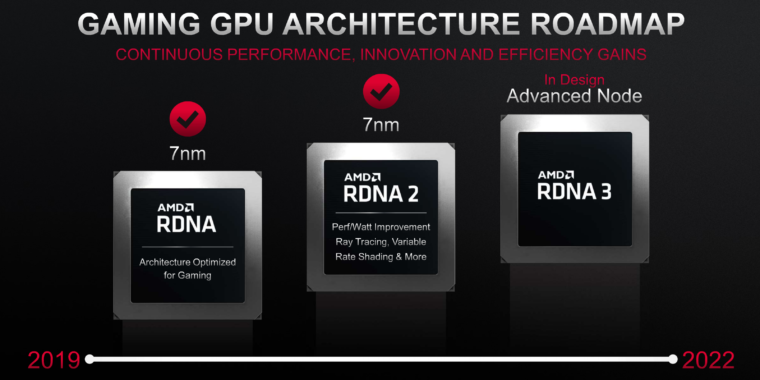 GAMING GPU ARCHITECTURE ROADMAP
CONTINUOUS PERFORMANCE, INNOVATION AND EFFICIENCY GAINS
7nm
AMD
RDNA
Architecture Optimized
for Gaming
7nm
AMD
RDNA 2
Perf/Watt Improvement
Ray Tracing, Variable
Rate Shading & More
In Design
Advanced Node
AMD
RDNA 3
2019
2022